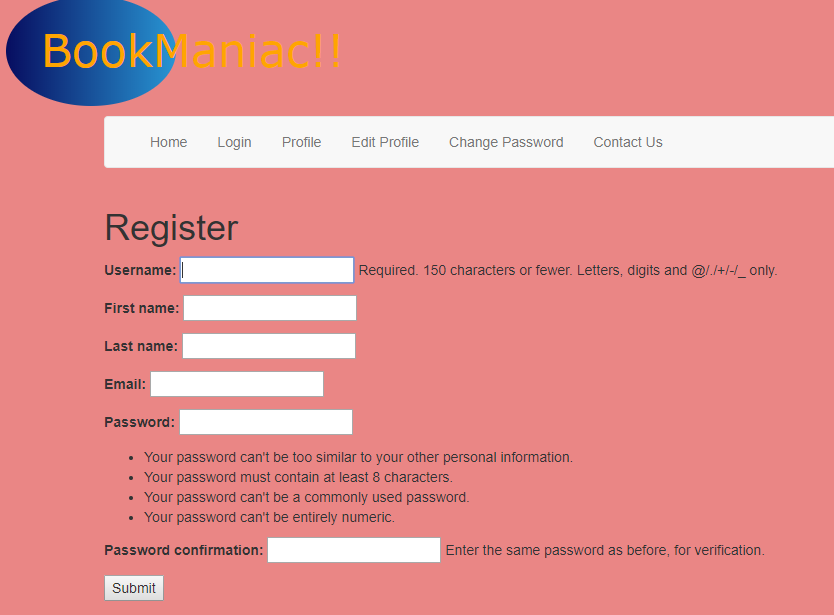 BookManiac!!
Home Login Profile Edit Profile Change Password Contact Us
Register
Username: Required. 150 characters or fewer. Letters, digits and @/./+/-/_ only.
First name:
Last name:
Email:
Password:
• Your password can't be too similar to your other personal information.
• Your password must contain at least 8 characters.
• Your password can't be a commonly used password.
• Your password can't be entirely numeric.
Password confirmation: Enter the same password as before, for verification.
Submit